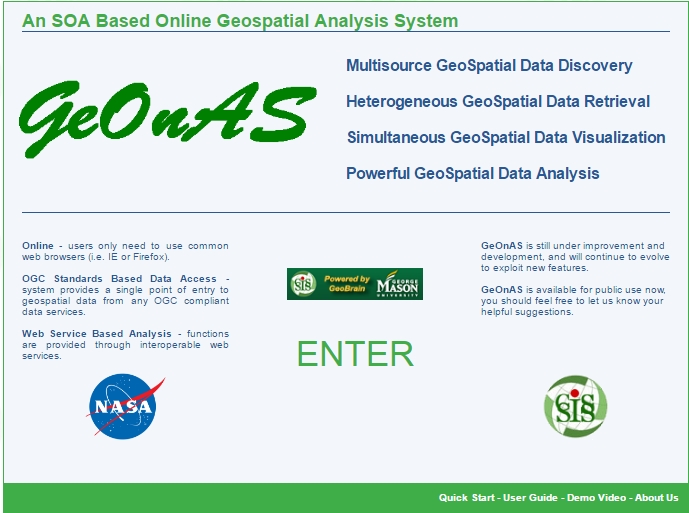 An SOA Based Online Geospatial Analysis System
GeOnAS
Multisource GeoSpatial Data Discovery
Heterogeneous GeoSpatial Data Retrieval
Simultaneous GeoSpatial Data Visualization
Powerful GeoSpatial Data Analysis
Online - users only need to use common
web browsers (i.e. IE or Firefox).
OGC Standards Based Data Access -
system provides a single point of entry to
geospatial data from any OGC compliant
data services.
Web Service Based Analysis - functions
are provided through interoperable web
services.
NASA
SIS
Powered by
GeoBrain
GEORGE
MASON
UNIVERSITY
ENTER
GeOnAS is still under improvement and
development, and will continue to evolve
to exploit new features.
GeOnAS is available for public use now,
you should feel free to let us know your
helpful suggestions.
CSISS
Quick Start - User Guide - Demo Video - About Us